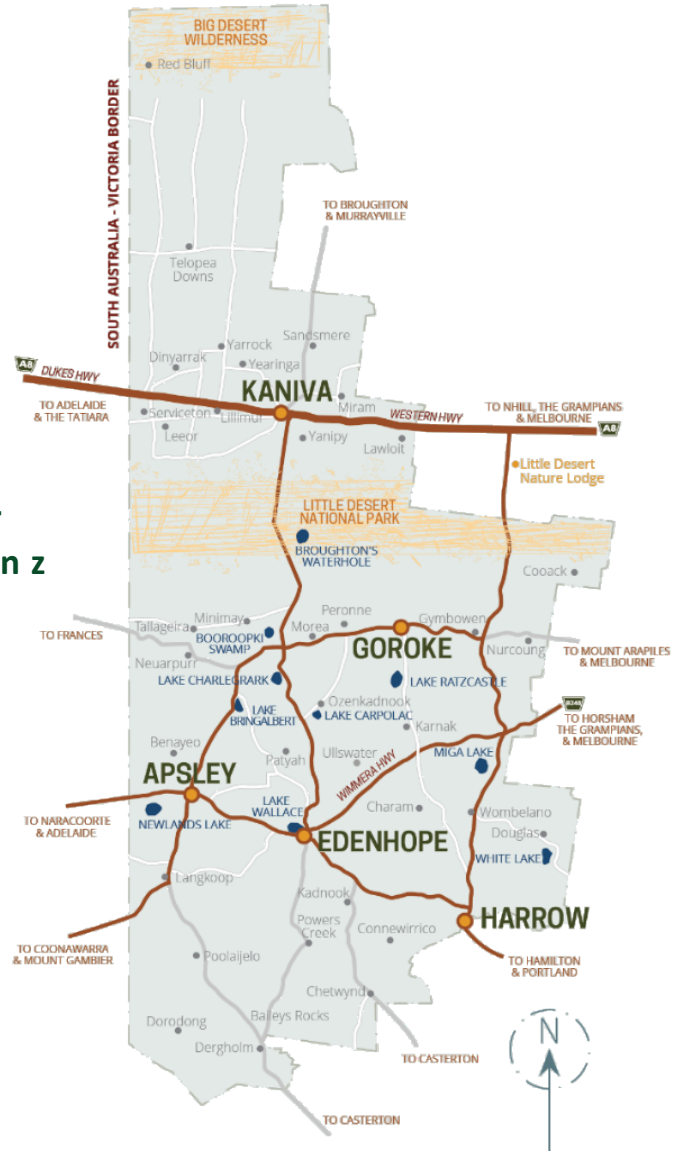 BIG DESERT
WILDERNESS
Red Bluff
SOUTH AUSTRALIA - VICTORIA BORDER
TO BROUGHTON
& MURRAYVILLE
Telopea
Downs
Sandsmere
Yarrock
Dinyarrak
Yearinga
A8
DUKES HWY
KANIVA
TO ADELAIDE
& THE TATIARA
Serviceton
Lillimur
Miram
WESTERN HWY
TO NHILL, THE GRAMPIANS
& MELBOURNE
A8
Leeor
Yanipy
Lawloit
Little Desert
Nature Lodge
LITTLE DESERT
NATIONAL PARK
n z
BROUGHTON'S
WATERHOLE
Cooack
Minimay
Peronne
Gymbowen
Tallageira
Morea
TO FRANCES
BOOROOPKI
SWAMP
GOROKE
Nurcoung
TO MOUNT ARAPILES
& MELBOURNE
Neuarpurr
LAKE CHARLEGRARK
LAKE RATZCASTLE
Ozenkadnook
LAKE
BRINGALBERT
LAKE CARPOLAC
Karnak
B240
TO HORSHAM
THE GRAMPIANS,
& MELBOURNE
Benayeo
Patyah
Ullswater
WIMMERA HWY
MIGA LAKE
APSLEY
LAKE
WALLACE
Charam
Wombelano
TO NARACOORTE
& ADELAIDE
NEWLANDS LAKE
EDENHOPE
Douglas
WHITE LAKE
Langkoop
Kadnook
HARROW
Powers
Creek
Connewirrico
TO COONAWARRA
& MOUNT GAMBIER
Poolaijelo
TO HAMILTON
& PORTLAND
Chetwynd
Dorodong
Baileys Rocks
Dergholm
N
TO CASTERTON
TO CASTERTON